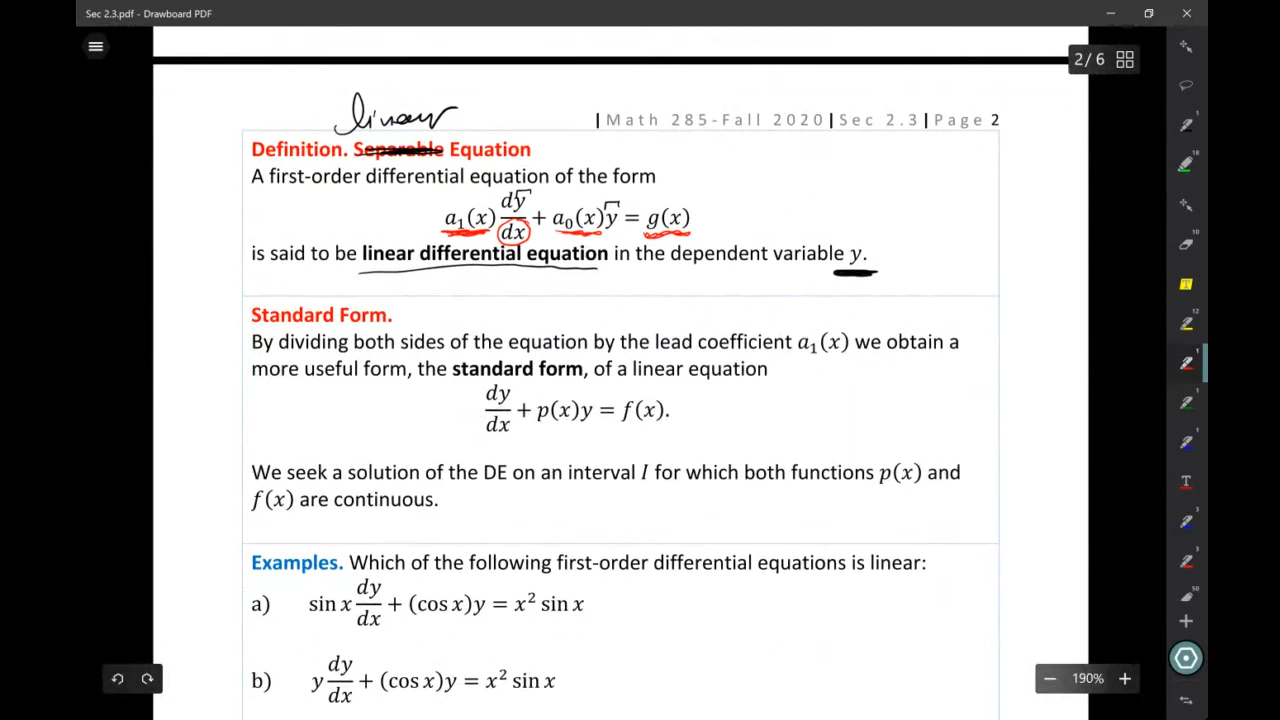 Sec 2.3.pdf - Drawboard PDF
2 / 6
linear
| Math 285-Fall 2020 | Sec 2.3 | Page 2
Definition. Separable Equation
A first-order differential equation of the form
a₁(x) dy/dx + a₀(x)y = g(x)
is said to be linear differential equation in the dependent variable y.
Standard Form.
By dividing both sides of the equation by the lead coefficient a₁(x) we obtain a
more useful form, the standard form, of a linear equation
dy/dx + p(x)y = f(x).
We seek a solution of the DE on an interval I for which both functions p(x) and
f(x) are continuous.
Examples. Which of the following first-order differential equations is linear:
a) sin x dy/dx + (cos x)y = x² sin x
b) y dy/dx + (cos x)y = x² sin x
190%